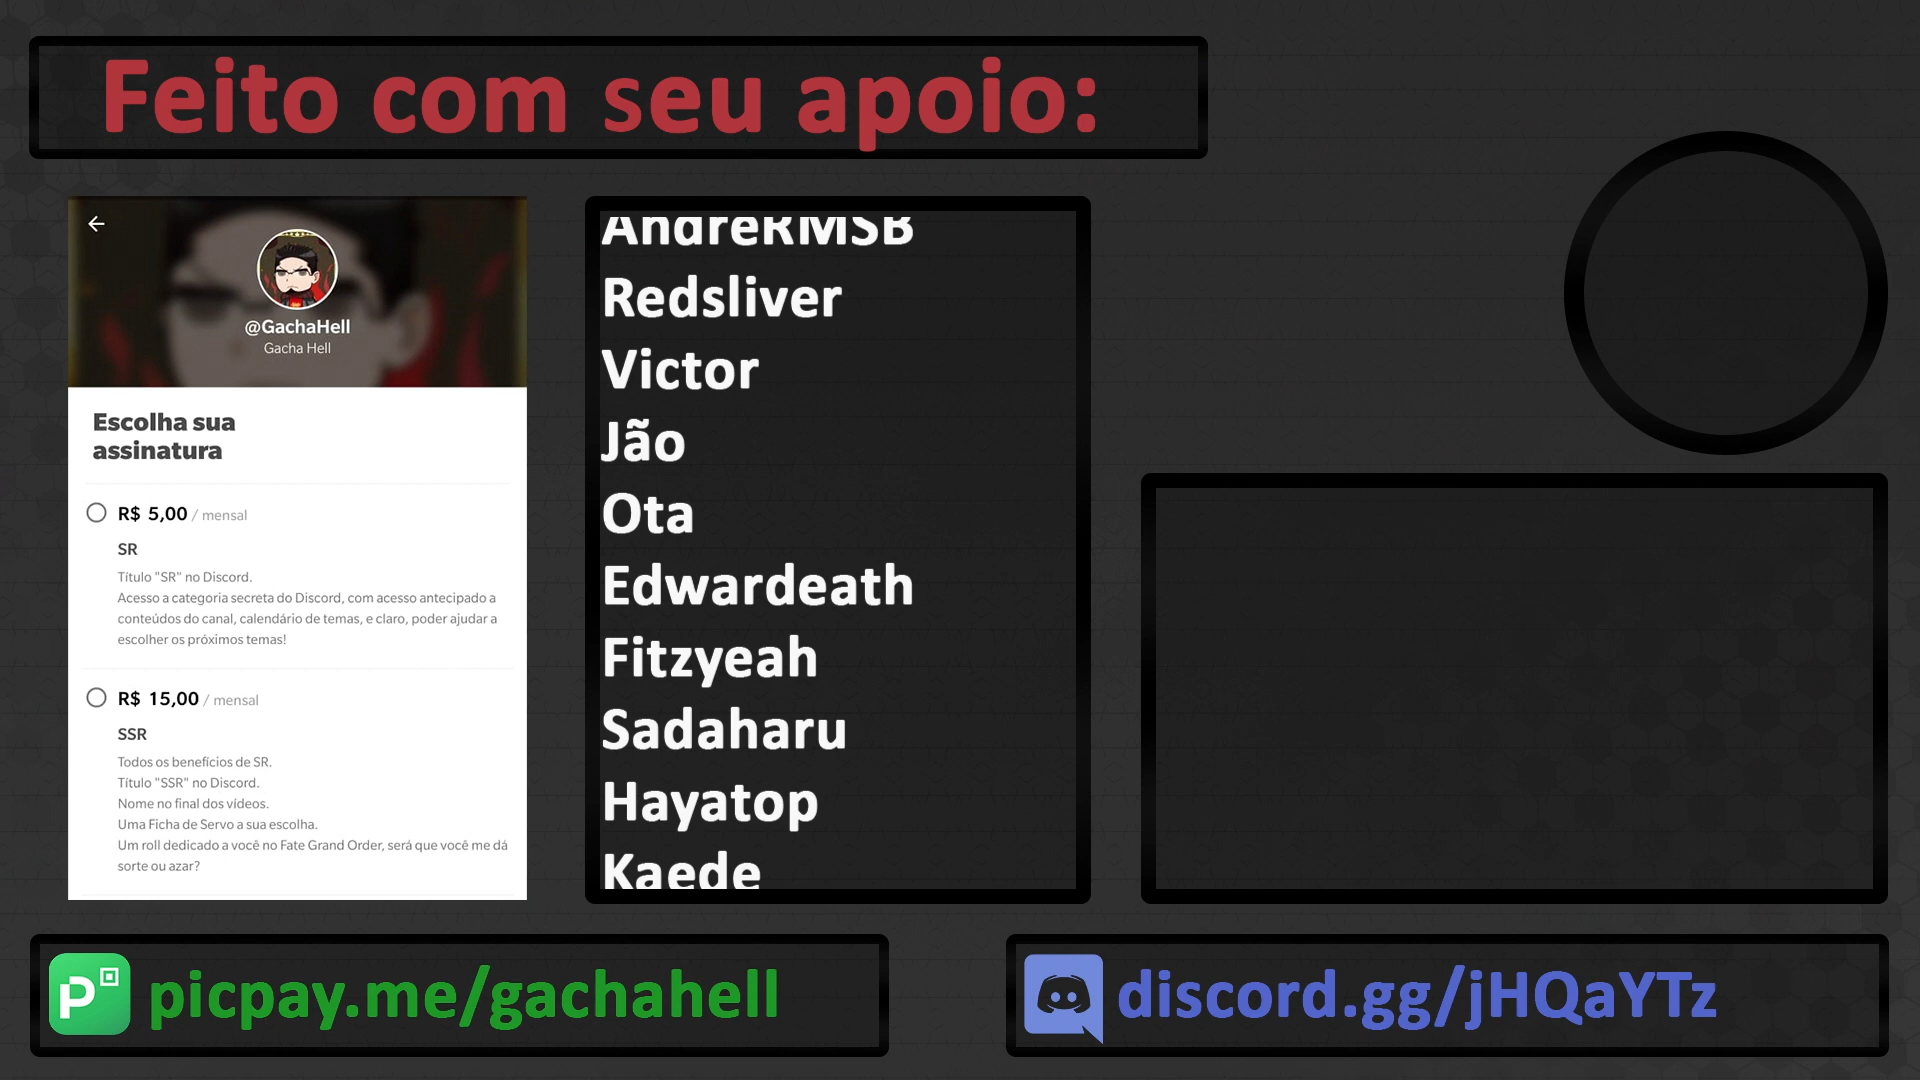 Feito com seu apoio:
@GachaHell
Gacha Hell
Escolha sua
assinatura
R$ 5,00 / mensal
SR
Título "SR" no Discord.
Acesso a categoria secreta do Discord, com acesso antecipado a
conteúdos do canal, calendário de temas, e claro, poder ajudar a
escolher os próximos temas!
R$ 15,00 / mensal
SSR
Todos os benefícios de SR.
Título "SSR" no Discord.
Nome no final dos vídeos.
Uma Ficha de Servo a sua escolha.
Um roll dedicado a você no Fate Grand Order, será que você me dá
sorte ou azar?
AndreRMSB
Redsliver
Victor
Jão
Ota
Edwardeath
Fitzyeah
Sadaharu
Hayatop
Kaede
picpay.me/gachahell
discord.gg/jHQaYTz